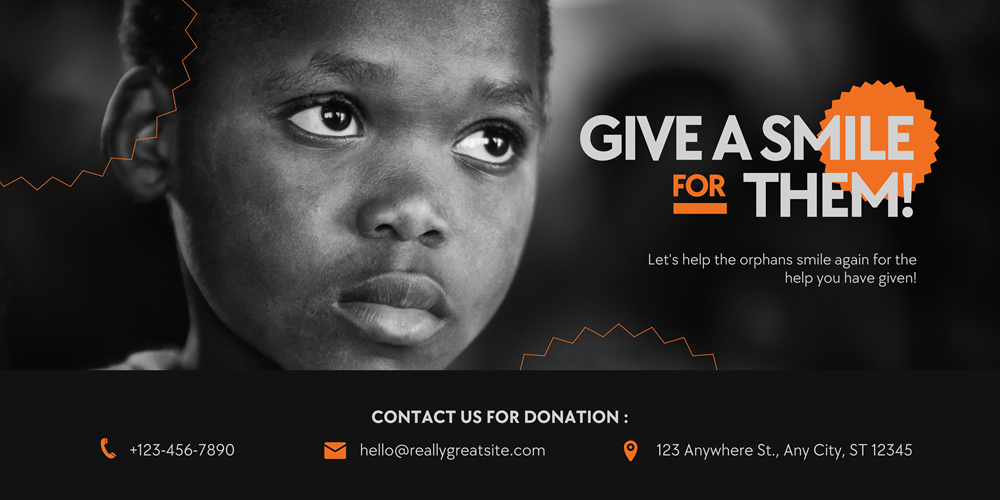 GIVE A SMILE
FOR THEM!
Let's help the orphans smile again for the
help you have given!
CONTACT US FOR DONATION :
+123-456-7890
hello@reallygreatsite.com
123 Anywhere St., Any City, ST 12345